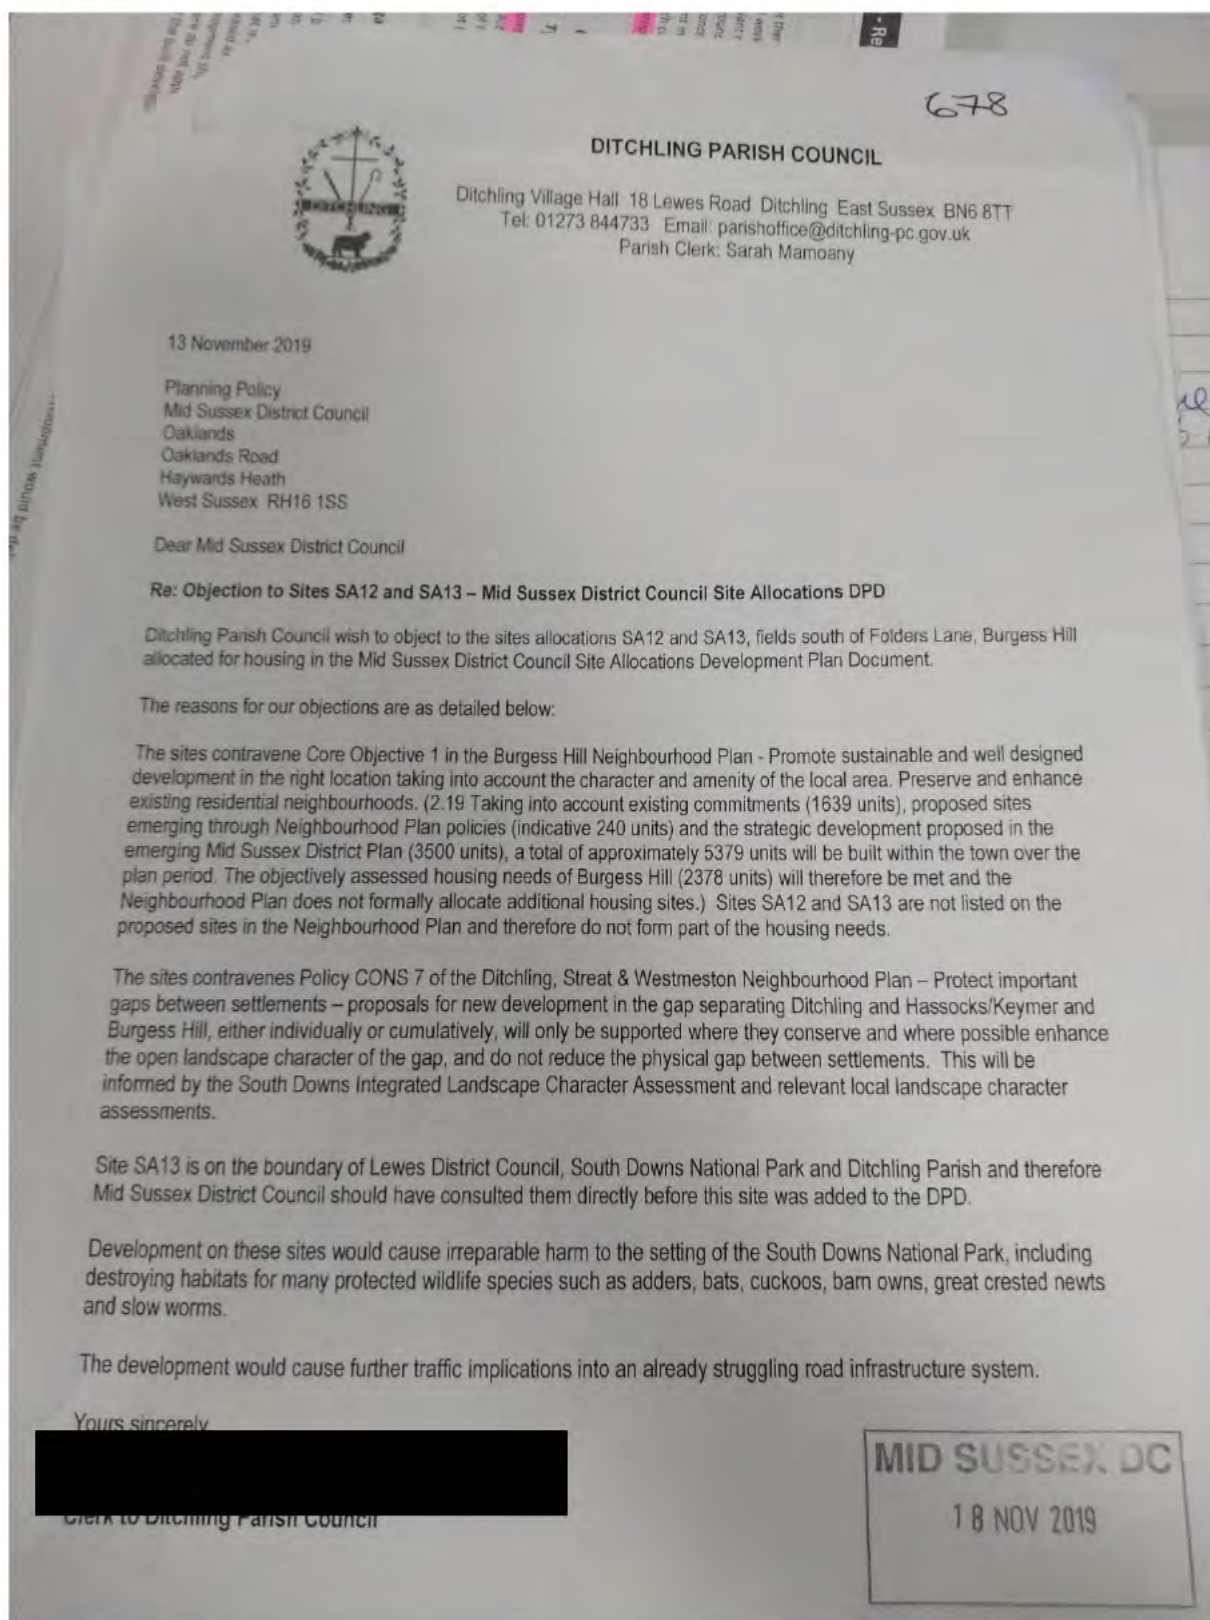 - Re
678
DITCHLING
DITCHLING PARISH COUNCIL
Ditchling Village Hall 18 Lewes Road Ditchling East Sussex BN6 8TT
Tel: 01273 844733 Email: parishoffice@ditchling-pc.gov.uk
Parish Clerk: Sarah Mamoany
13 November 2019
Planning Policy
Mid Sussex District Council
Oaklands
Oaklands Road
Haywards Heath
West Sussex RH16 1SS
Dear Mid Sussex District Council
Re: Objection to Sites SA12 and SA13 – Mid Sussex District Council Site Allocations DPD
Ditchling Parish Council wish to object to the sites allocations SA12 and SA13, fields south of Folders Lane, Burgess Hill
allocated for housing in the Mid Sussex District Council Site Allocations Development Plan Document.
The reasons for our objections are as detailed below:
The sites contravene Core Objective 1 in the Burgess Hill Neighbourhood Plan - Promote sustainable and well designed
development in the right location taking into account the character and amenity of the local area. Preserve and enhance
existing residential neighbourhoods. (2.19 Taking into account existing commitments (1639 units), proposed sites
emerging through Neighbourhood Plan policies (indicative 240 units) and the strategic development proposed in the
emerging Mid Sussex District Plan (3500 units), a total of approximately 5379 units will be built within the town over the
plan period. The objectively assessed housing needs of Burgess Hill (2378 units) will therefore be met and the
Neighbourhood Plan does not formally allocate additional housing sites.) Sites SA12 and SA13 are not listed on the
proposed sites in the Neighbourhood Plan and therefore do not form part of the housing needs.
The sites contravenes Policy CONS 7 of the Ditchling, Streat & Westmeston Neighbourhood Plan – Protect important
gaps between settlements – proposals for new development in the gap separating Ditchling and Hassocks/Keymer and
Burgess Hill, either individually or cumulatively, will only be supported where they conserve and where possible enhance
the open landscape character of the gap, and do not reduce the physical gap between settlements. This will be
informed by the South Downs Integrated Landscape Character Assessment and relevant local landscape character
assessments.
Site SA13 is on the boundary of Lewes District Council, South Downs National Park and Ditchling Parish and therefore
Mid Sussex District Council should have consulted them directly before this site was added to the DPD.
Development on these sites would cause irreparable harm to the setting of the South Downs National Park, including
destroying habitats for many protected wildlife species such as adders, bats, cuckoos, barn owns, great crested newts
and slow worms.
The development would cause further traffic implications into an already struggling road infrastructure system.
Yours sincerely
Clerk to Ditchling Parish Council
MID SUSSEX DC
18 NOV 2019